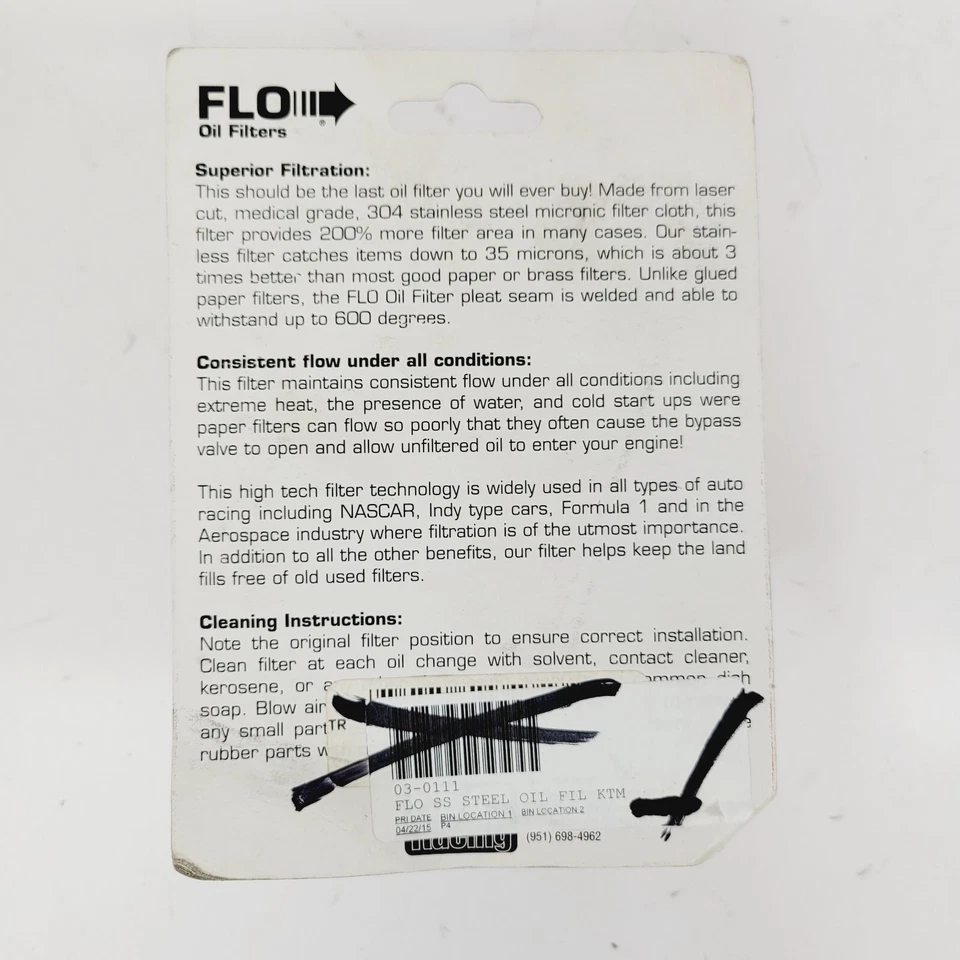 FLO
®
Oil Filters
Superior Filtration:
This should be the last oil filter you will ever buy! Made from laser
cut, medical grade, 304 stainless steel micronic filter cloth, this
filter provides 200% more filter area in many cases. Our stain-
less filter catches items down to 35 microns, which is about 3
times better than most good paper or brass filters. Unlike glued
paper filters, the FLO Oil Filter pleat seam is welded and able to
withstand up to 600 degrees.
Consistent flow under all conditions:
This filter maintains consistent flow under all conditions including
extreme heat, the presence of water, and cold start ups were
paper filters can flow so poorly that they often cause the bypass
valve to open and allow unfiltered oil to enter your engine!
This high tech filter technology is widely used in all types of auto
racing including NASCAR, Indy type cars, Formula 1 and in the
Aerospace industry where filtration is of the utmost importance.
In addition to all the other benefits, our filter helps keep the land
fills free of old used filters.
Cleaning Instructions:
Note the original filter position to ensure correct installation.
Clean filter at each oil change with solvent, contact cleaner,
kerosene, or
soap. Blow air
any small part
TR
rubber parts
03-0111
FLO SS STEEL OIL FIL KTM
PRI DATE BIN LOCATION 1 BIN LOCATION 2
04/22/15 P4
Racing (951) 698-4962